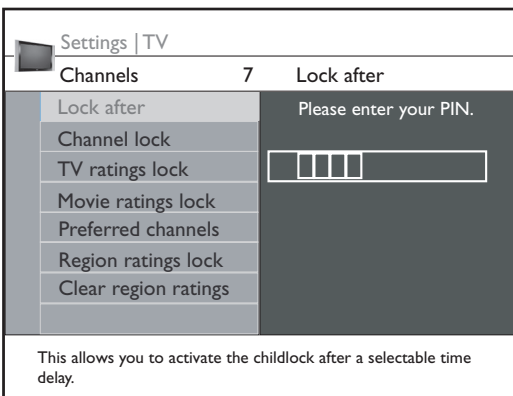 Settings | TV
Channels 7 Lock after
Lock after
Channel lock
TV ratings lock
Movie ratings lock
Preferred channels
Region ratings lock
Clear region ratings
Please enter your PIN.
This allows you to activate the childlock after a selectable time
delay.